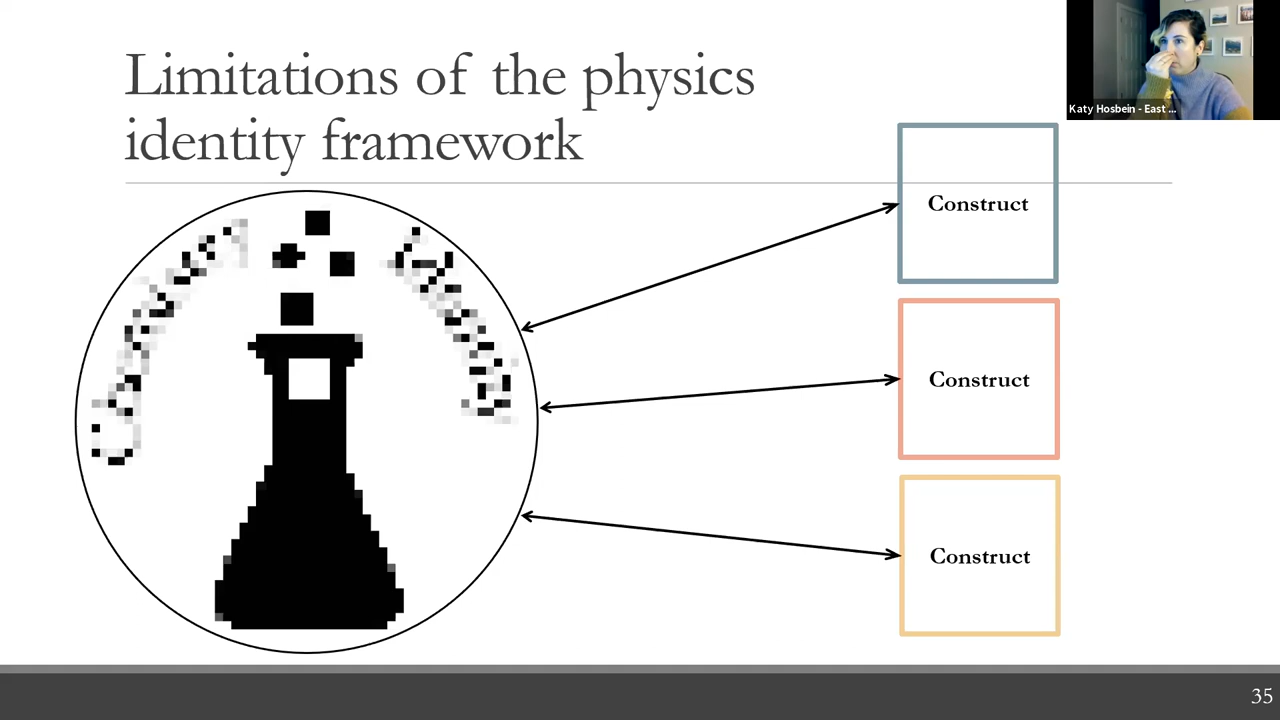 Limitations of the physics
identity framework
Katy Hosbein - East ...
Construct
Construct
Construct
35